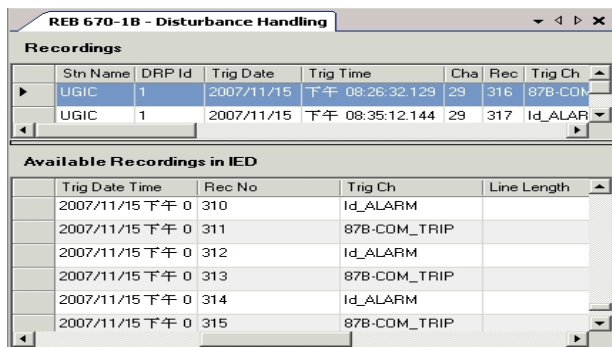 REB 670-1B - Disturbance Handling
Recordings
Stn Name DRP Id Trig Date Trig Time Cha Rec Trig Ch
UGIC 1 2007/11/15 下午 08:26:32.129 29 316 87B-COM
UGIC 1 2007/11/15 下午 08:35:12.144 29 317 Id_ALAR
Available Recordings in IED
Trig Date Time Rec No Trig Ch Line Length
2007/11/15 下午 0 310 Id_ALARM
2007/11/15 下午 0 311 87B-COM_TRIP
2007/11/15 下午 0 312 Id_ALARM
2007/11/15 下午 0 313 87B-COM_TRIP
2007/11/15 下午 0 314 Id_ALARM
2007/11/15 下午 0 315 87B-COM_TRIP